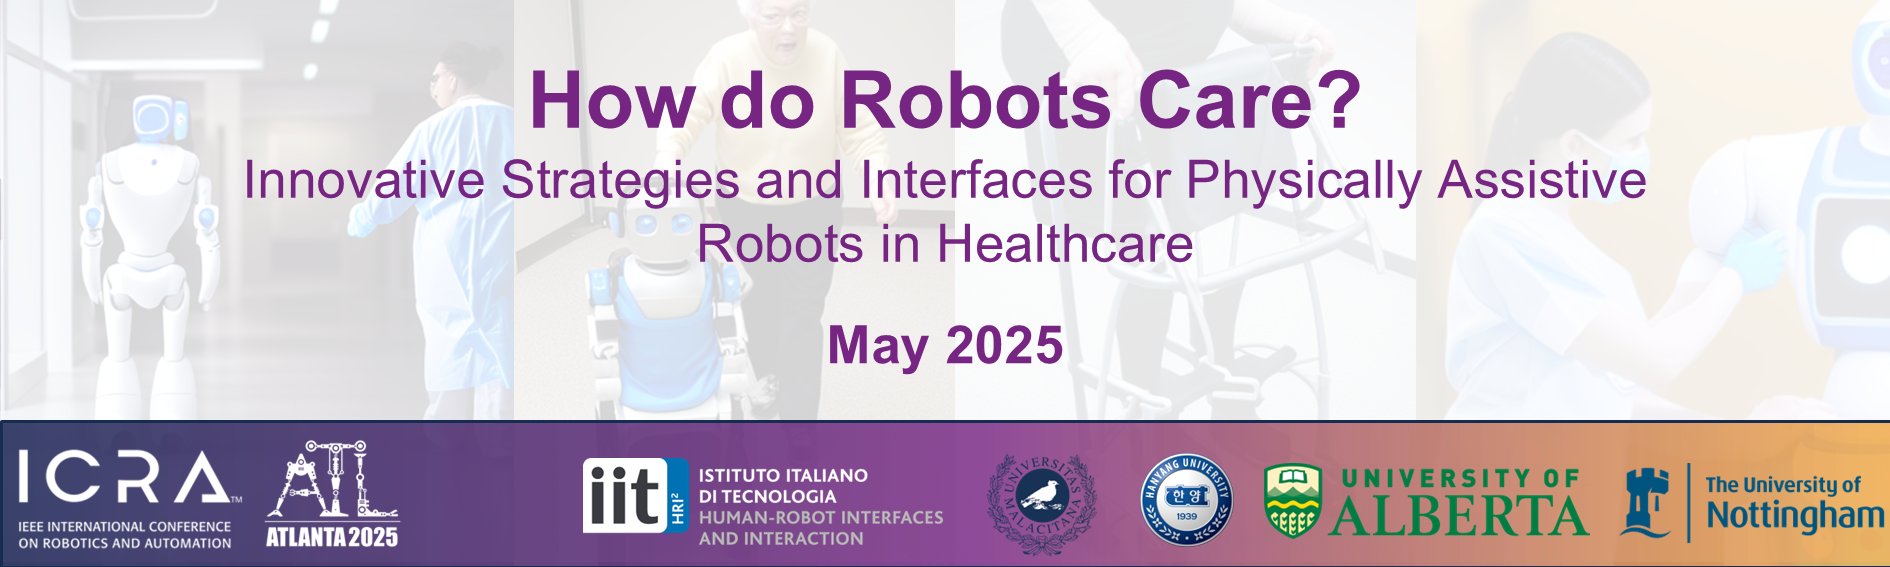 How do Robots Care?
Innovative Strategies and Interfaces for Physically Assistive
Robots in Healthcare
May 2025
ICRA™
IEEE INTERNATIONAL CONFERENCE
ON ROBOTICS AND AUTOMATION
ATL
ATLANTA 2025
iit
HRI²
ISTITUTO ITALIANO
DI TECNOLOGIA
HUMAN-ROBOT INTERFACES
AND INTERACTION
UNIVERSITAS
MALACITANA
HANYANG UNIVERSITY
한양
1939
UNIVERSITY OF
ALBERTA
The University of
Nottingham